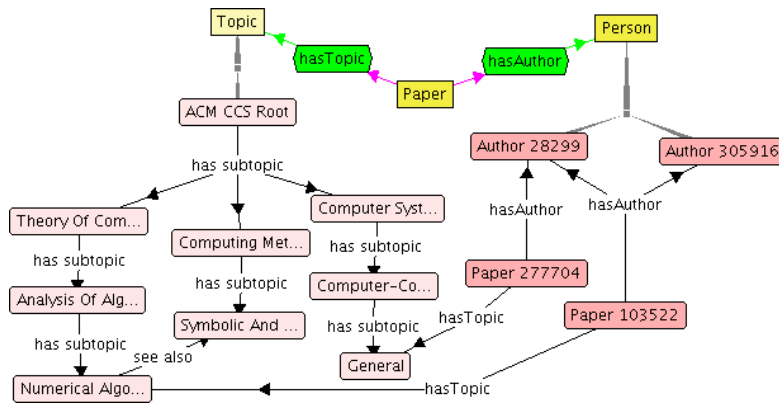 Topic
Person
hasTopic
hasAuthor
Paper
ACM CCS Root
Author 28299
Author 305916
has subtopic
hasAuthor
hasAuthor
Theory Of Com...
Computer Syst...
Computing Met...
has subtopic
has subtopic
has subtopic
Paper 277704
Analysis Of Alg...
Computer-Co...
Symbolic And ...
Paper 103522
hasTopic
has subtopic
has subtopic
see also
General
Numerical Algo...
hasTopic